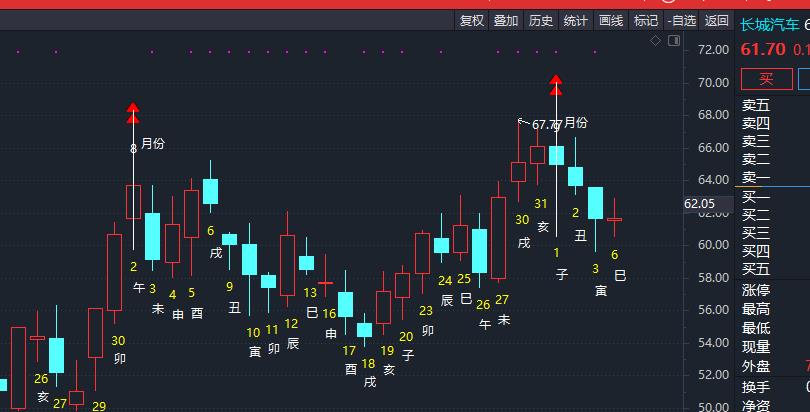 复权 叠加 历史 统计 画线 标记 -自选 返回
长城汽车
61.70 0.1
买
72.00
70.00
68.00
66.00
64.00
62.05
62.00
60.00
58.00
56.00
54.00
52.00
50.00
卖五
卖四
卖三
卖二
卖一
买一
买二
买三
买四
买五
涨停
最高
最低
现量
外盘
换手
净资
8 月份
67.77
9月份
26 亥
27
29
30 卯
2 午
3 未
4 申
5 酉
6 戌
9 丑
10 寅
11 卯
12 辰
13 巳
16 申
17 酉
18 戌
19 亥
20 子
23 卯
24 辰
25 巳
26 午
27 未
30 戌
31 亥
1 子
2 丑
3 寅
6 巳